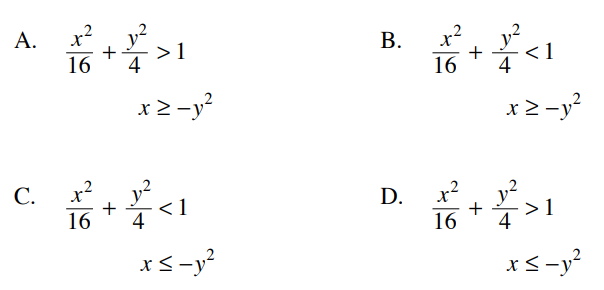 A. x²/16 + y²/4 > 1 B. x²/16 + y²/4 < 1
x ≥ −y² x ≥ −y²
C. x²/16 + y²/4 < 1 D. x²/16 + y²/4 > 1
x ≤ −y² x ≤ −y²